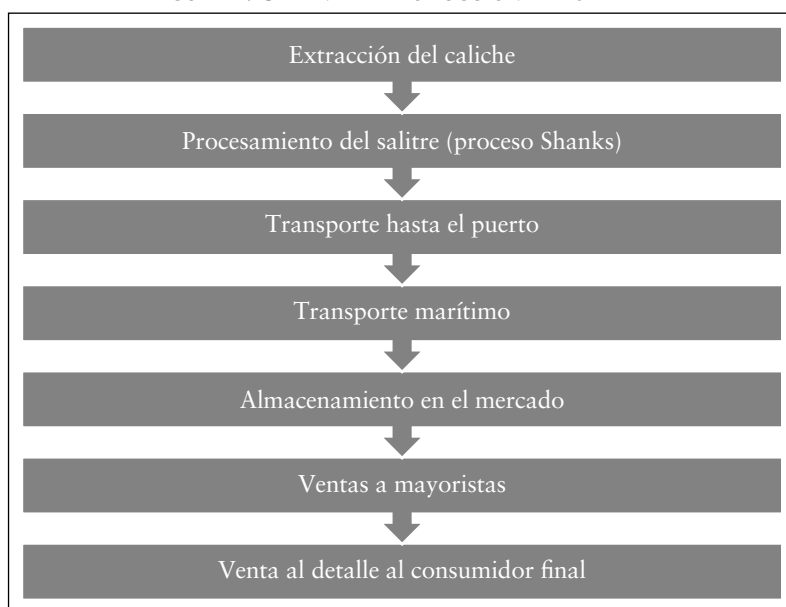 Extracción del caliche
Procesamiento del salitre (proceso Shanks)
Transporte hasta el puerto
Transporte marítimo
Almacenamiento en el mercado
Ventas a mayoristas
Venta al detalle al consumidor final